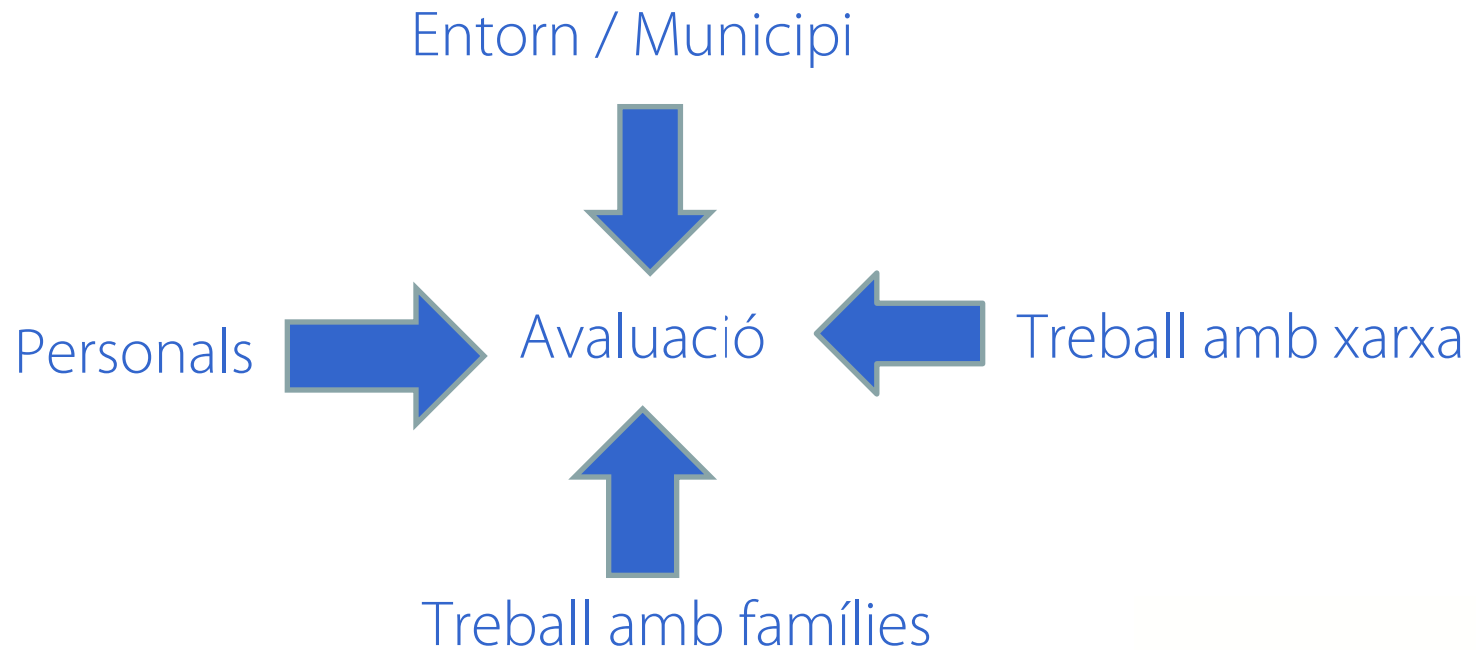 Entorn / Municipi
Personals
Avaluació
Treball amb xarxa
Treball amb famílies